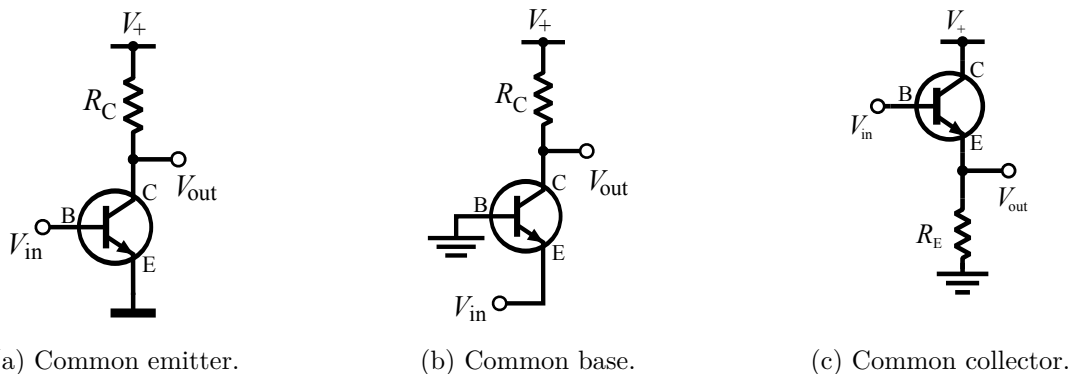 V+
RC
C
Vout
B
Vin
E
(a) Common emitter.
V+
RC
C
Vout
B
E
Vin
(b) Common base.
V+
C
B
Vin
E
Vout
RE
(c) Common collector.